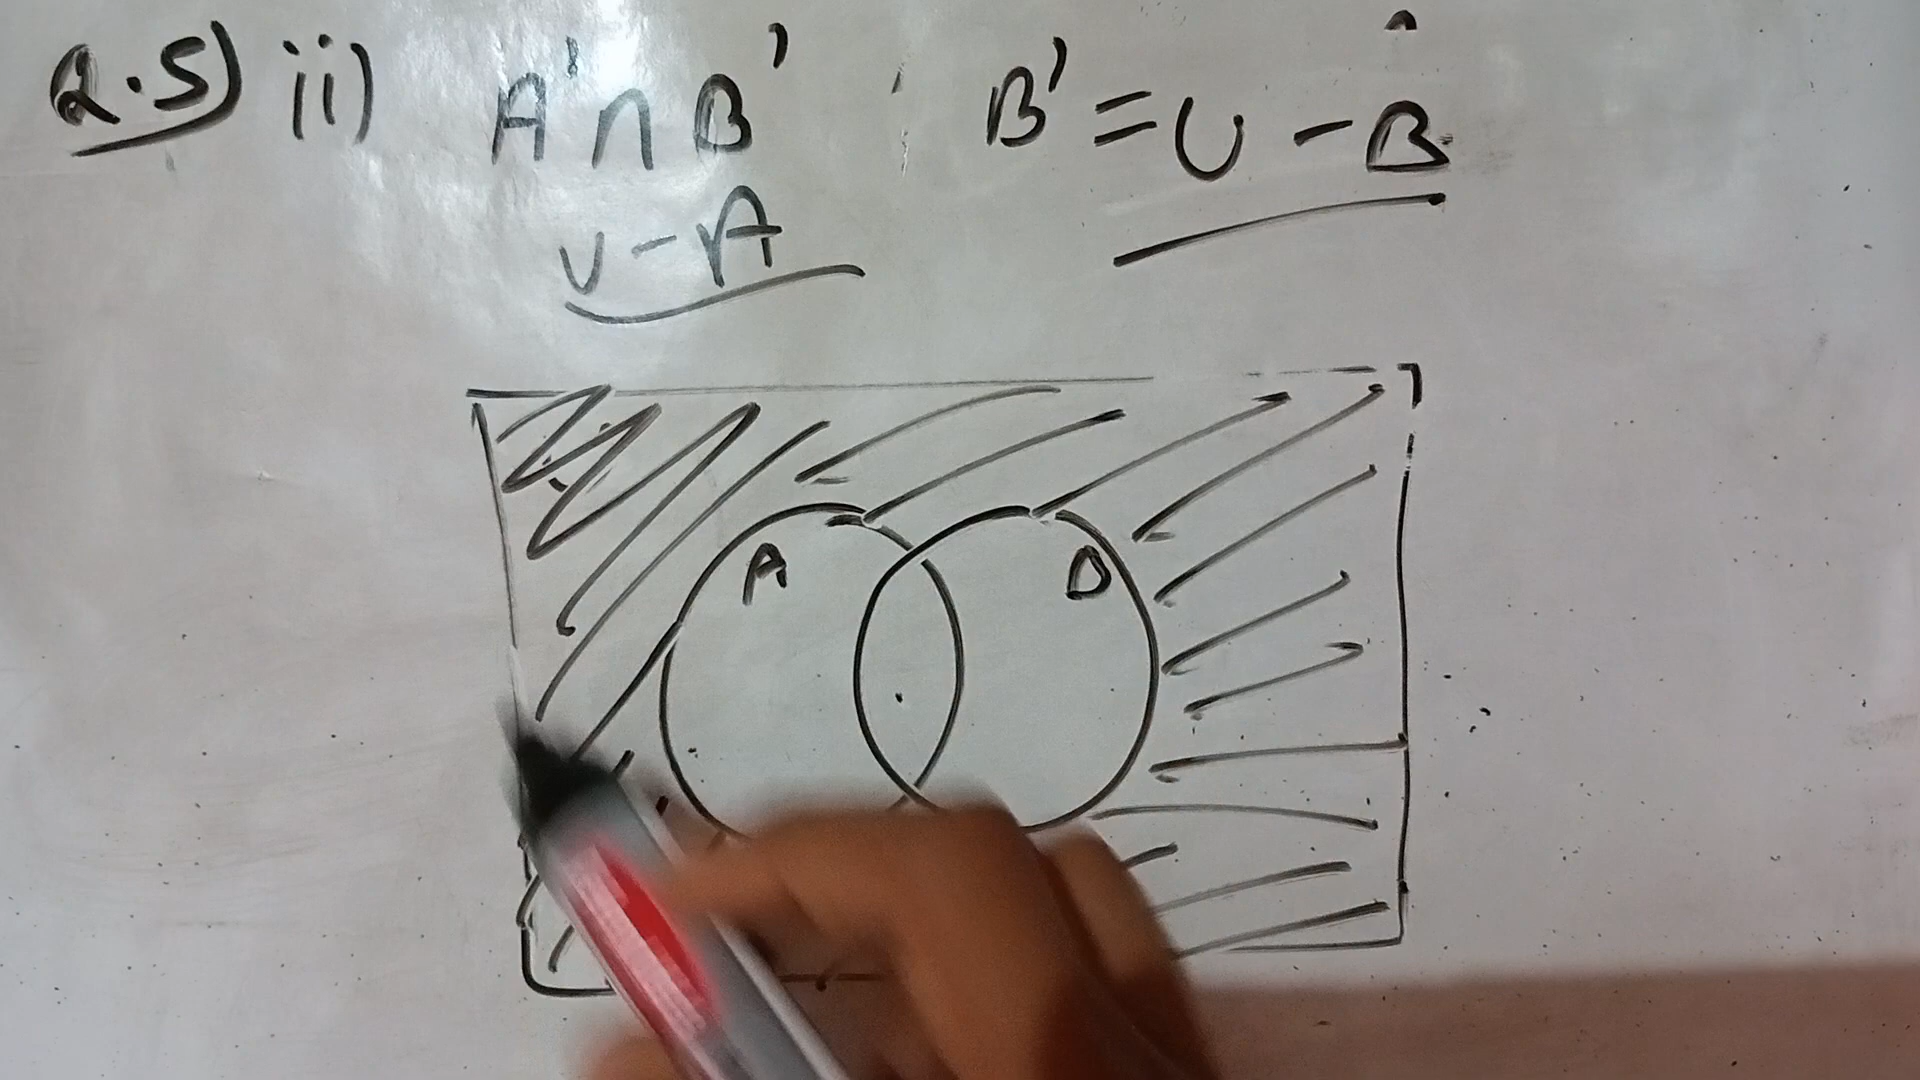 Q.5) ii) A' ∩ B' ; B' = U - B
U - A
A B